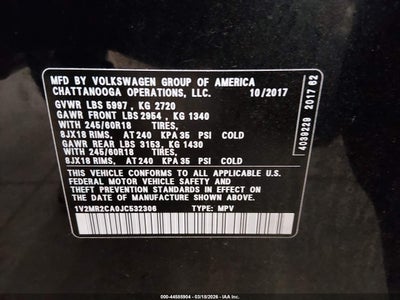 MFD BY VOLKSWAGEN GROUP OF AMERICA
CHATTANOOGA OPERATIONS, LLC. 10/2017
GVWR LBS 5997 , KG 2720
GAWR FRONT LBS 2954 , KG 1340
WITH 245/60R18 TIRES,
8JX18 RIMS, AT 240 KPA 35 PSI COLD
GAWR REAR LBS 3153, KG 1430
WITH 245/60R18 TIRES,
8JX18 RIMS, AT 240 KPA 35 PSI COLD
THIS VEHICLE CONFORMS TO ALL APPLICABLE U.S.
FEDERAL MOTOR VEHICLE SAFETY AND
THEFT PREVENTION STANDARDS IN EFFECT ON
THE DATE OF MANUFACTURE SHOWN ABOVE.
1V2MR2CA0JC532306 TYPE: MPV
4039229 2017 62
000-44555904 - 03/18/2026 - IAAI.COM